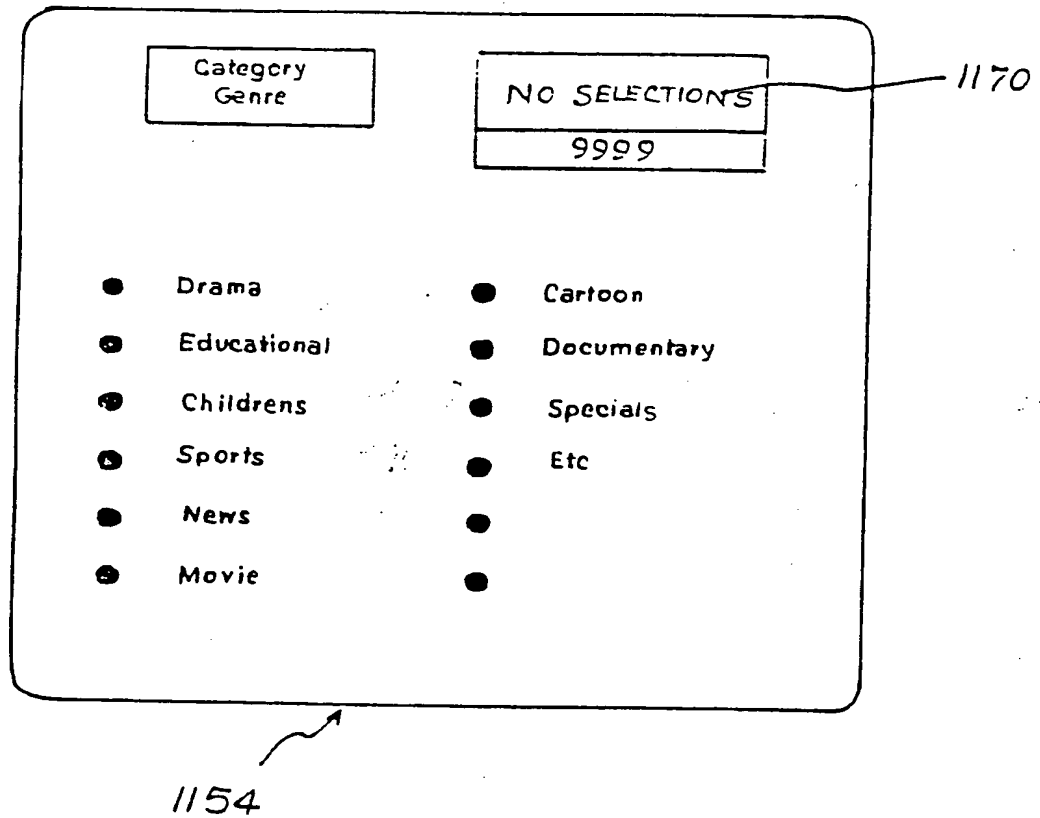 Category
Genre
NO SELECTIONS
9999
1170
Drama
Educational
Childrens
Sports
News
Movie
Cartoon
Documentary
Specials
Etc
1154